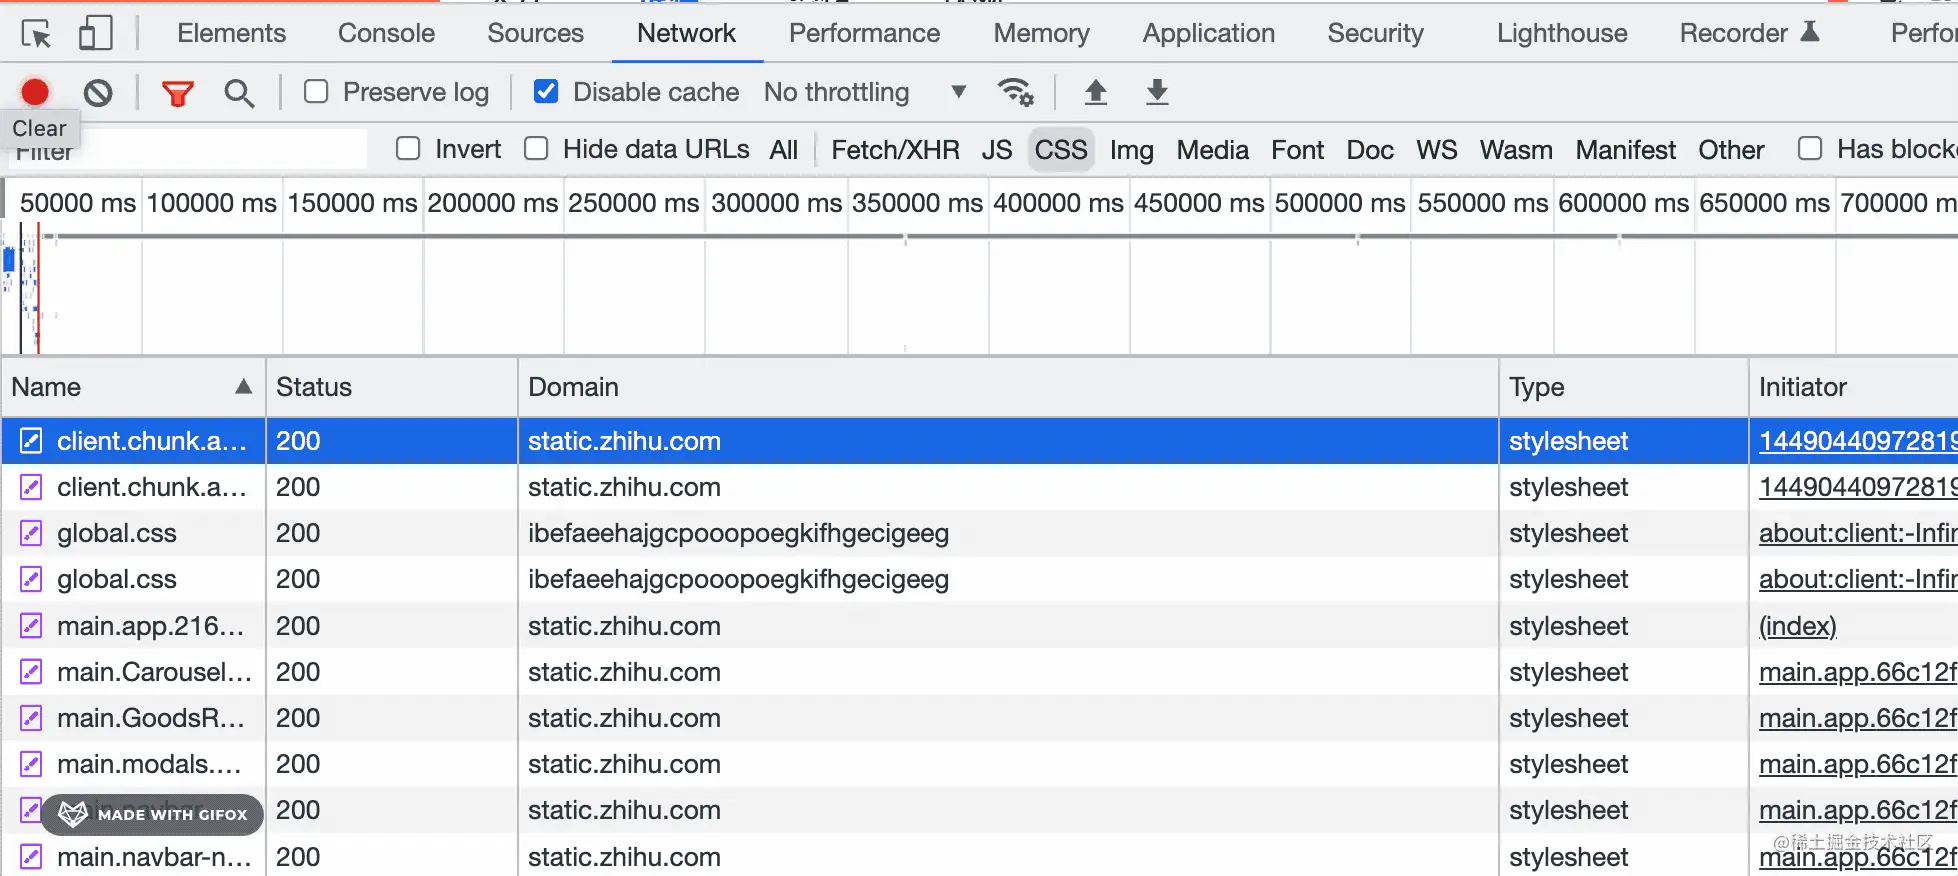 Elements Console Sources Network Performance Memory Application Security Lighthouse Recorder Perfor
Preserve log Disable cache No throttling
Clear
Filter Invert Hide data URLs All Fetch/XHR JS CSS Img Media Font Doc WS Wasm Manifest Other Has blocke
50000 ms 100000 ms 150000 ms 200000 ms 250000 ms 300000 ms 350000 ms 400000 ms 450000 ms 500000 ms 550000 ms 600000 ms 650000 ms 700000 m
Name Status Domain Type Initiator
client.chunk.a… 200 static.zhihu.com stylesheet 14490440972819
client.chunk.a… 200 static.zhihu.com stylesheet 14490440972819
global.css 200 ibefaeehajgcpooopoegkifhgecigeeg stylesheet about:client:-Infin
global.css 200 ibefaeehajgcpooopoegkifhgecigeeg stylesheet about:client:-Infin
main.app.216… 200 static.zhihu.com stylesheet (index)
main.Carousel… 200 static.zhihu.com stylesheet main.app.66c12f
main.GoodsR… 200 static.zhihu.com stylesheet main.app.66c12f
main.modals.… 200 static.zhihu.com stylesheet main.app.66c12f
200 static.zhihu.com stylesheet main.app.66c12f
MADE WITH GIFOX
main.navbar-n… 200 static.zhihu.com stylesheet main.app.66c12f
@稀土掘金技术社区